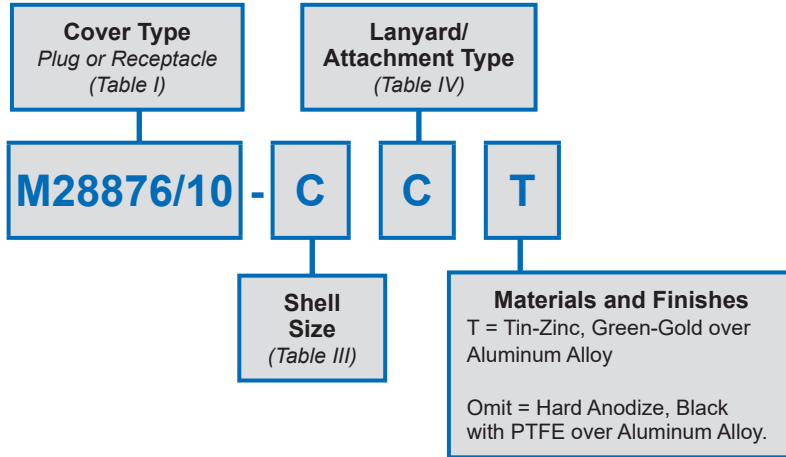 Cover Type
Plug or Receptacle
(Table I)
Lanyard/
Attachment Type
(Table IV)
M28876/10 - C C T
Shell
Size
(Table III)
Materials and Finishes
T = Tin-Zinc, Green-Gold over
Aluminum Alloy
Omit = Hard Anodize, Black
with PTFE over Aluminum Alloy.